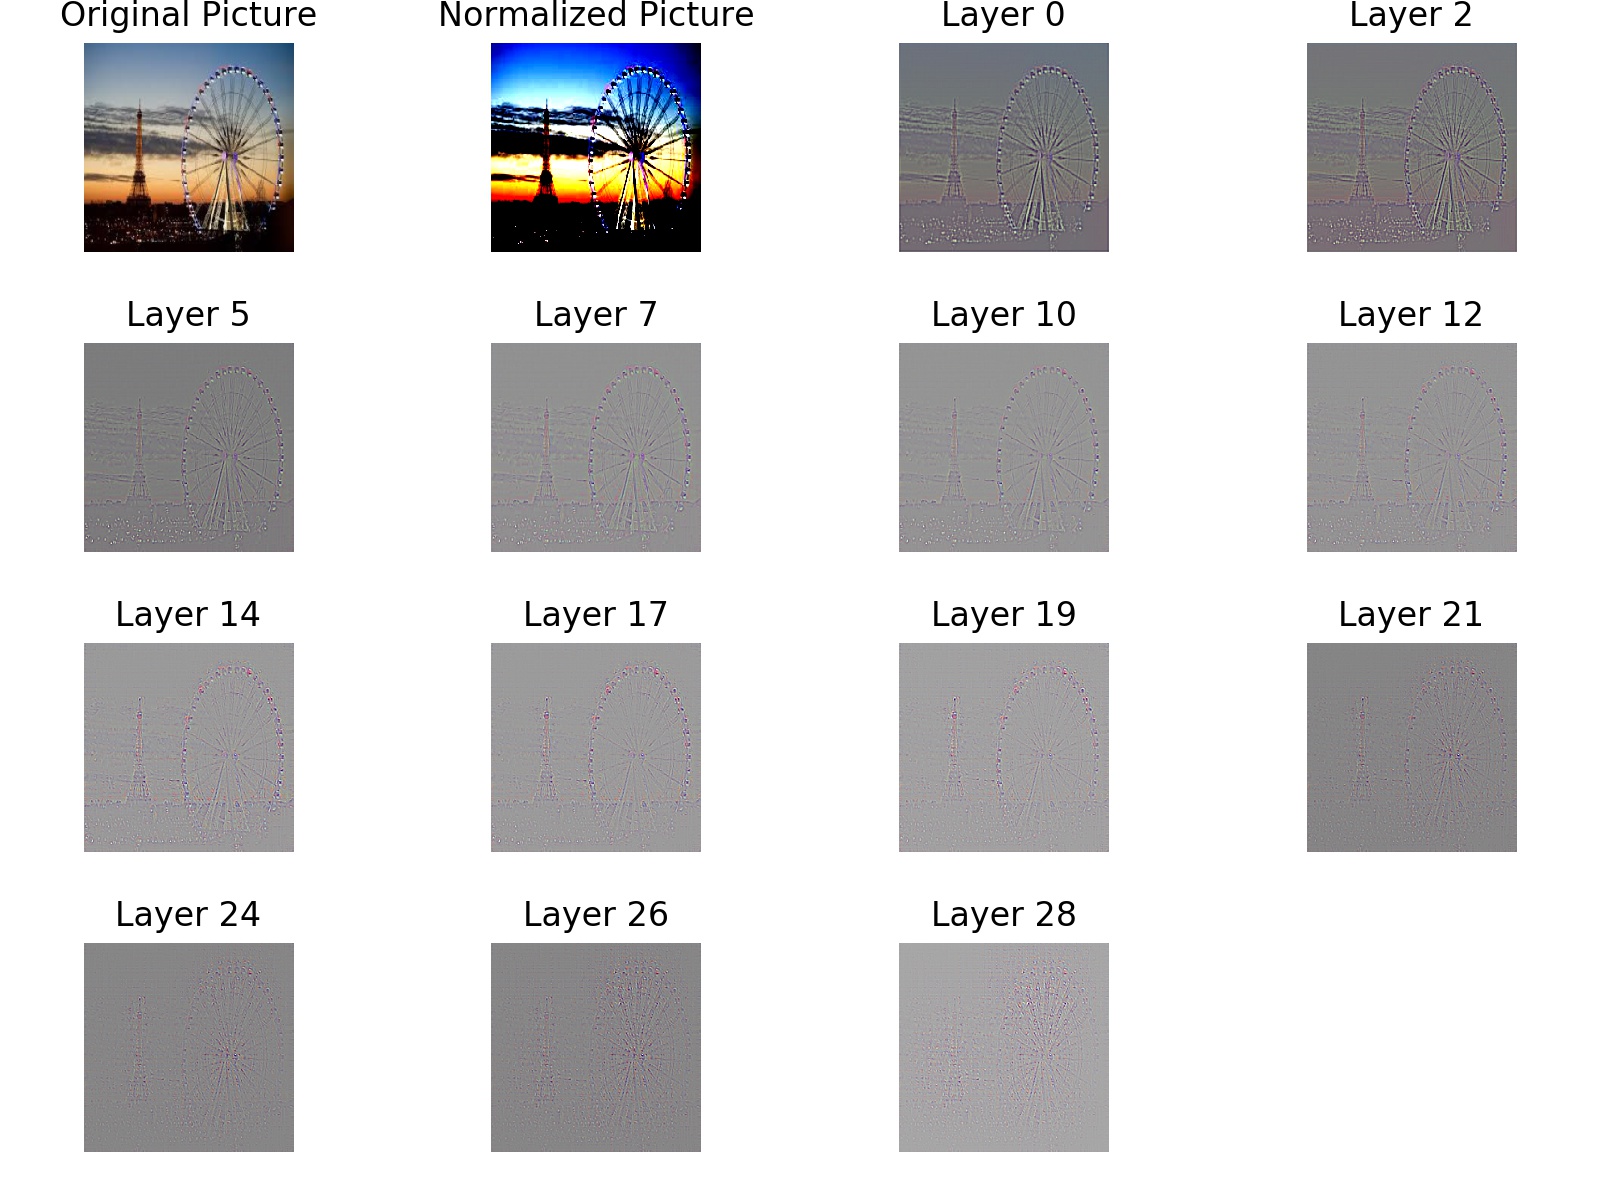 Original Picture
Normalized Picture
Layer 0
Layer 2
Layer 5
Layer 7
Layer 10
Layer 12
Layer 14
Layer 17
Layer 19
Layer 21
Layer 24
Layer 26
Layer 28